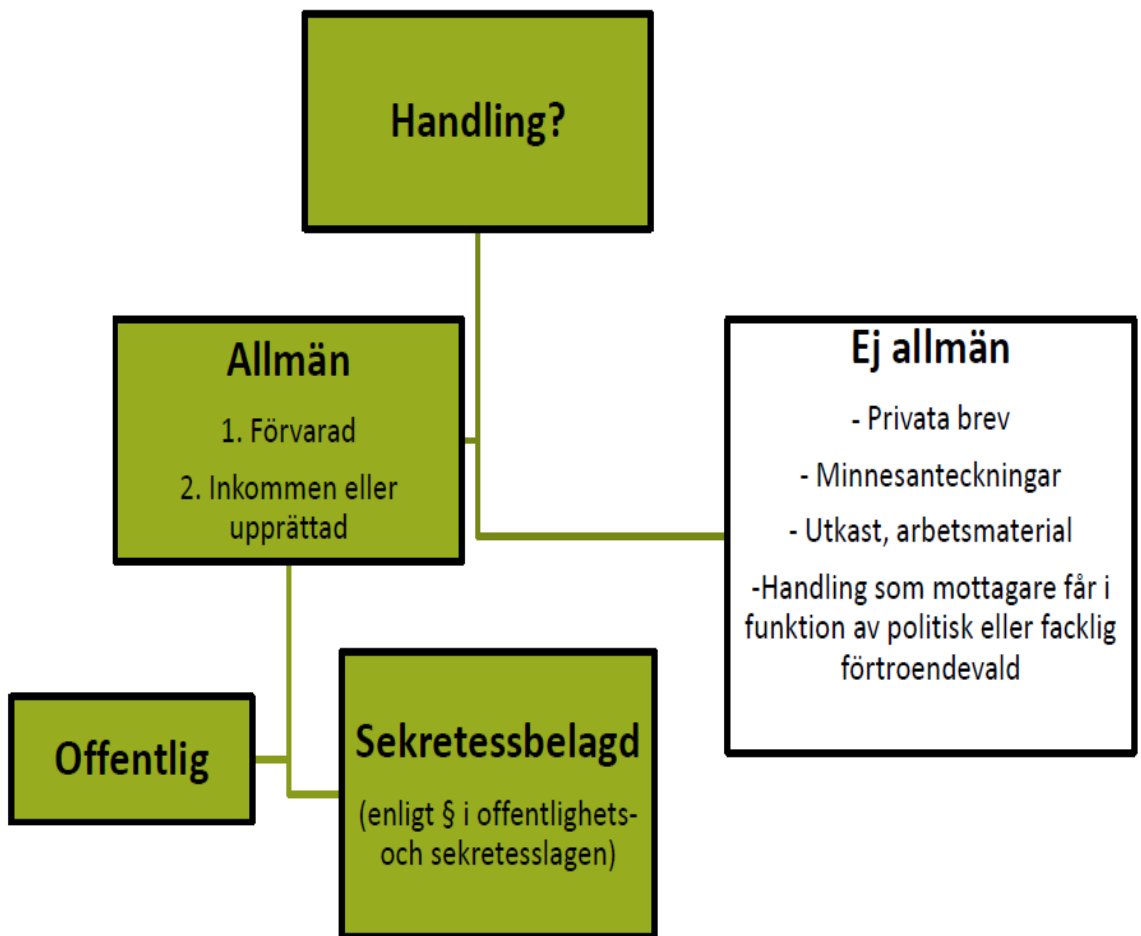 Handling?
Allmän
1. Förvarad
2. Inkommen eller
upprättad
Ej allmän
- Privata brev
- Minnesanteckningar
- Utkast, arbetsmaterial
-Handling som mottagare får i
funktion av politisk eller facklig
förtroendevald
Offentlig
Sekretessbelagd
(enligt § i offentlighets-
och sekretesslagen)